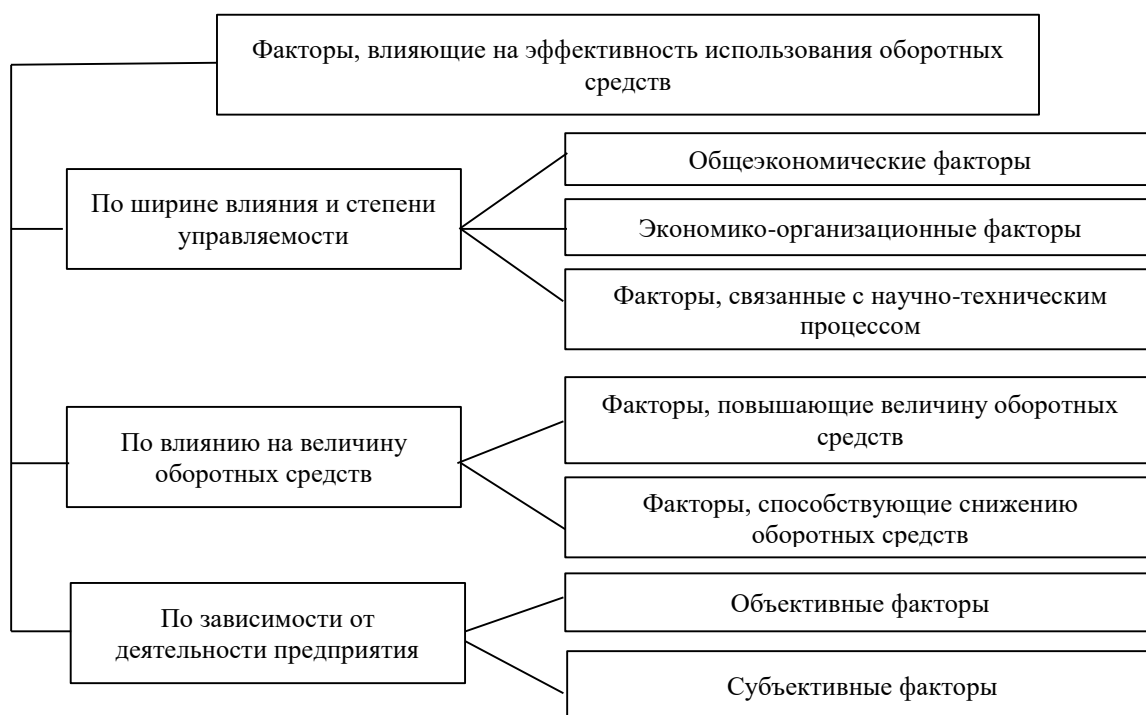 Факторы, влияющие на эффективность использования оборотных
средств
По ширине влияния и степени
управляемости
Общеэкономические факторы
Экономико-организационные факторы
Факторы, связанные с научно-техническим
процессом
По влиянию на величину
оборотных средств
Факторы, повышающие величину оборотных
средств
Факторы, способствующие снижению
оборотных средств
По зависимости от
деятельности предприятия
Объективные факторы
Субъективные факторы